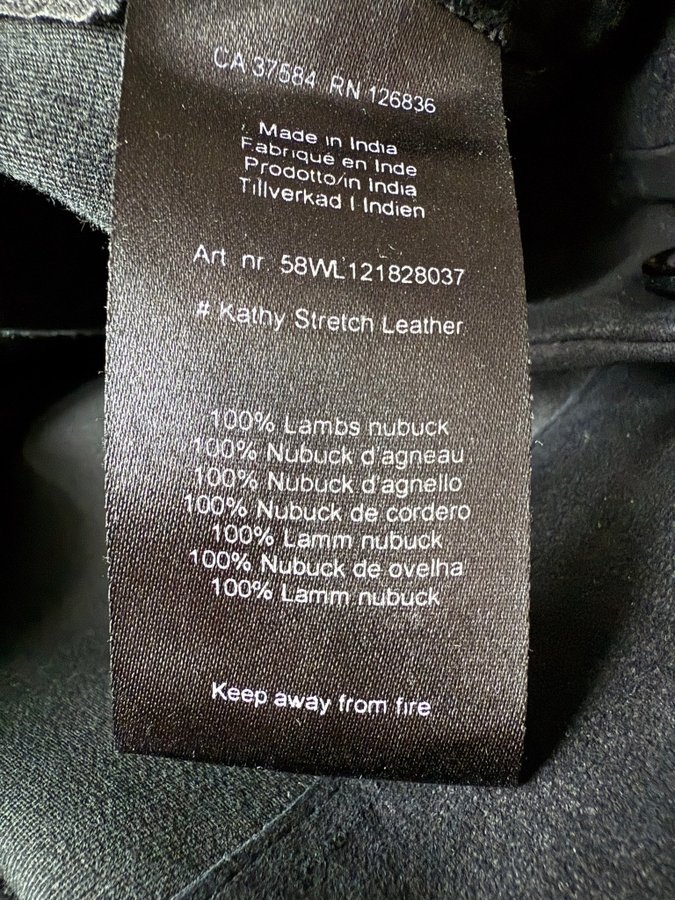 CA 37584 RN 126836
Made in India
Fabriqué en Inde
Prodotto/in India
Tillverkad I Indien
Art nr. 58WL121828037
# Kathy Stretch Leather
100% Lambs nubuck
100% Nubuck d'agneau
100% Nubuck d'agnello
100% Nubuck de cordero
100% Lamm nubuck
100% Nubuck de ovelha
100% Lamm nubuck
Keep away from fire